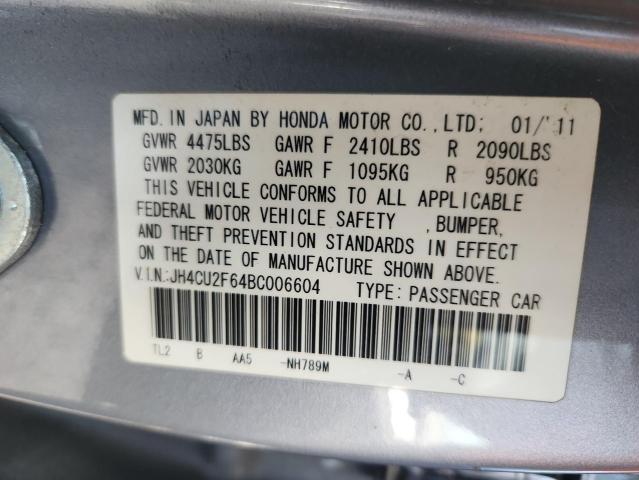 MFD. IN JAPAN BY HONDA MOTOR CO., LTD; 01/'11
GVWR 4475LBS GAWR F 2410LBS R 2090LBS
GVWR 2030KG GAWR F 1095KG R 950KG
THIS VEHICLE CONFORMS TO ALL APPLICABLE
FEDERAL MOTOR VEHICLE SAFETY , BUMPER,
AND THEFT PREVENTION STANDARDS IN EFFECT
ON THE DATE OF MANUFACTURE SHOWN ABOVE.
V.I.N.:JH4CU2F64BC006604 TYPE: PASSENGER CAR
TL2 B AA5 -NH789M -A -C